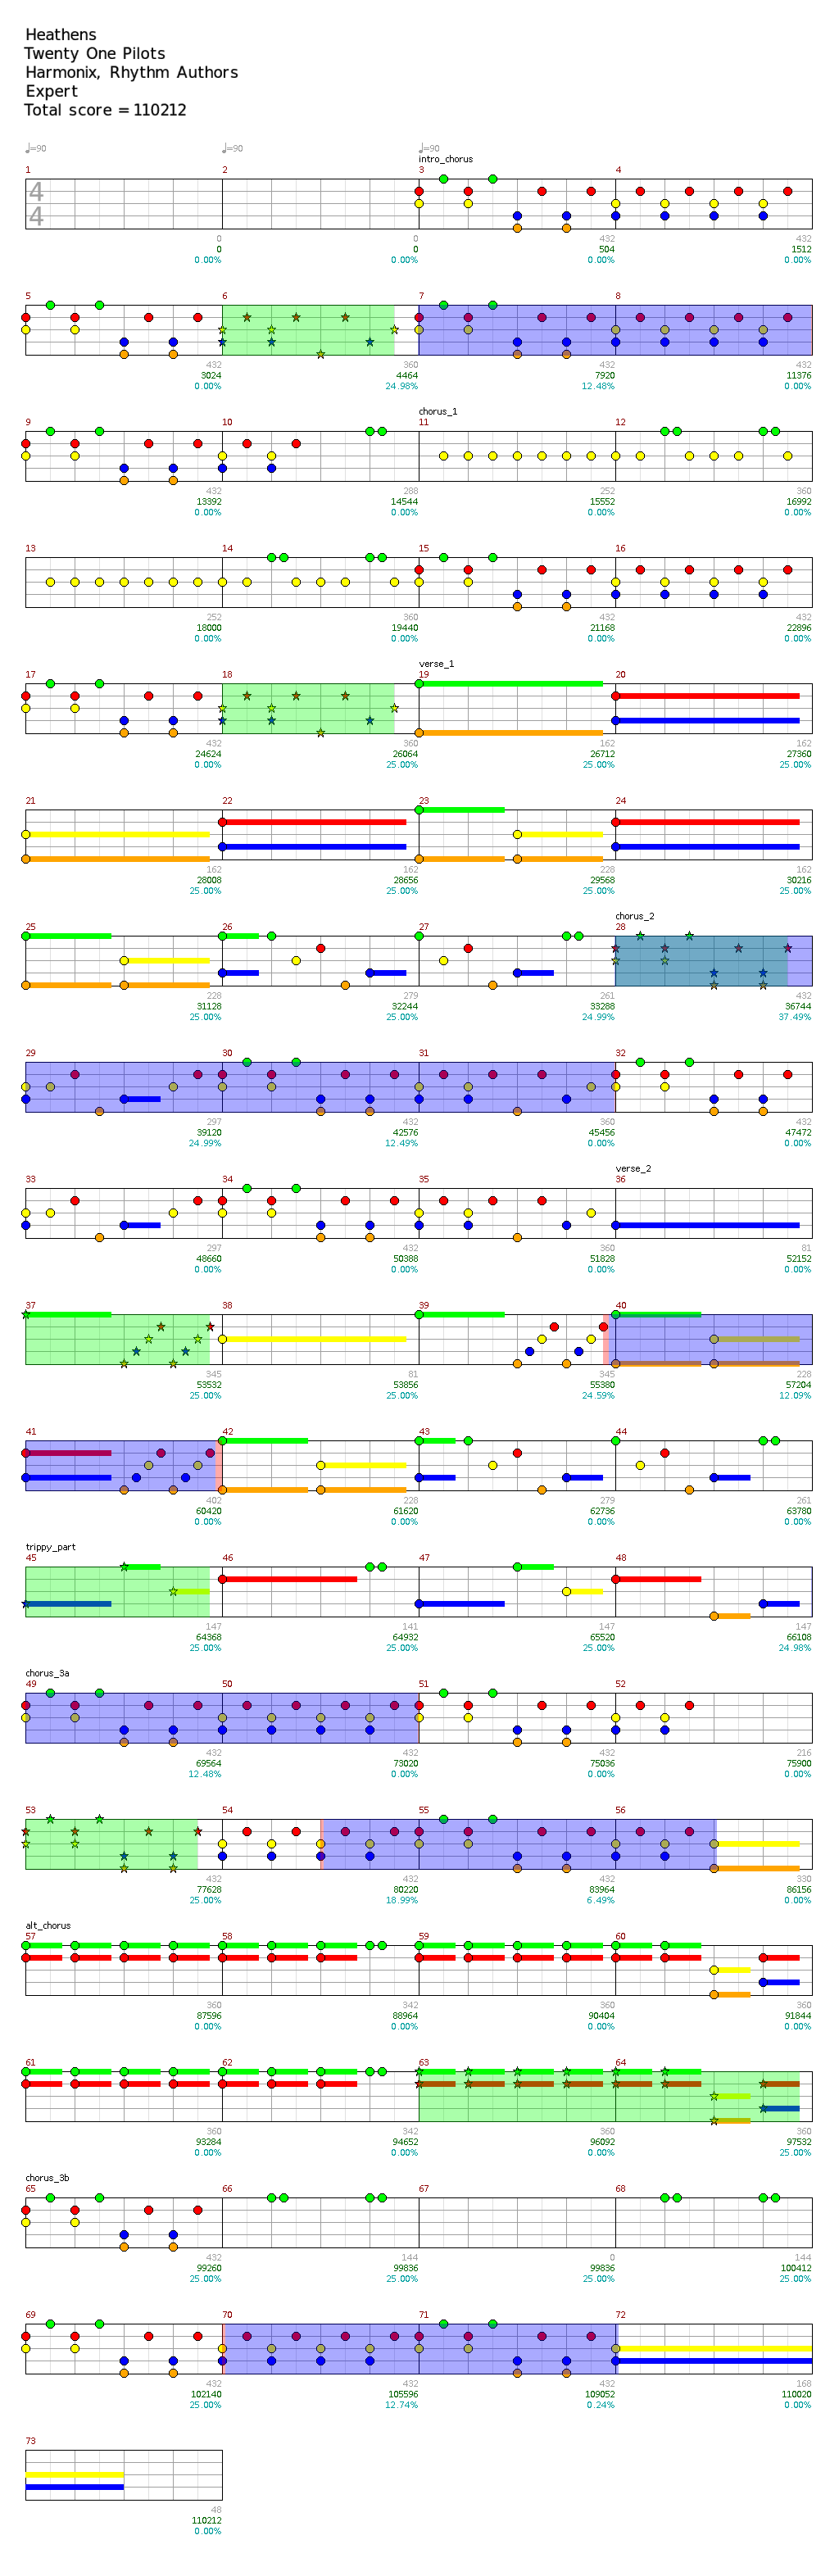 Heathens
Twenty One Pilots
Harmonix, Rhythm Authors
Expert
Total score = 110212
♩=90 ♩=90 ♩=90
intro_chorus
1 2 3 4
4
4
0 0 432 432
0 0 504 1512
0.00% 0.00% 0.00% 0.00%
5 6 7 8
432 360 432 432
3024 4464 7920 11376
0.00% 24.98% 12.48% 0.00%
chorus_1
9 10 11 12
432 288 252 360
13392 14544 15552 16992
0.00% 0.00% 0.00% 0.00%
13 14 15 16
252 360 432 432
18000 19440 21168 22896
0.00% 0.00% 0.00% 0.00%
verse_1
17 18 19 20
432 360 162 162
24624 26064 26712 27360
0.00% 25.00% 25.00% 25.00%
21 22 23 24
162 162 228 162
28008 28656 29568 30216
25.00% 25.00% 25.00% 25.00%
chorus_2
25 26 27 28
228 279 261 432
31128 32244 33288 36744
25.00% 25.00% 24.99% 37.49%
29 30 31 32
297 432 360 432
39120 42576 45456 47472
24.99% 12.49% 0.00% 0.00%
verse_2
33 34 35 36
297 432 360 81
48660 50388 51828 52152
0.00% 0.00% 0.00% 0.00%
37 38 39 40
345 81 345 228
53532 53856 55380 57204
25.00% 25.00% 24.59% 12.09%
41 42 43 44
402 228 279 261
60420 61620 62736 63780
0.00% 0.00% 0.00% 0.00%
trippy_part
45 46 47 48
147 141 147 147
64368 64932 65520 66108
25.00% 25.00% 25.00% 24.98%
chorus_3a
49 50 51 52
432 432 432 216
69564 73020 75036 75900
12.48% 0.00% 0.00% 0.00%
53 54 55 56
432 432 432 330
77628 80220 83964 86156
25.00% 18.99% 6.49% 0.00%
alt_chorus
57 58 59 60
360 342 360 360
87596 88964 90404 91844
0.00% 0.00% 0.00% 0.00%
61 62 63 64
360 342 360 360
93284 94652 96092 97532
0.00% 0.00% 0.00% 25.00%
chorus_3b
65 66 67 68
432 144 0 144
99260 99836 99836 100412
25.00% 25.00% 25.00% 25.00%
69 70 71 72
432 432 432 168
102140 105596 109052 110020
25.00% 12.74% 0.24% 0.00%
73
48
110212
0.00%